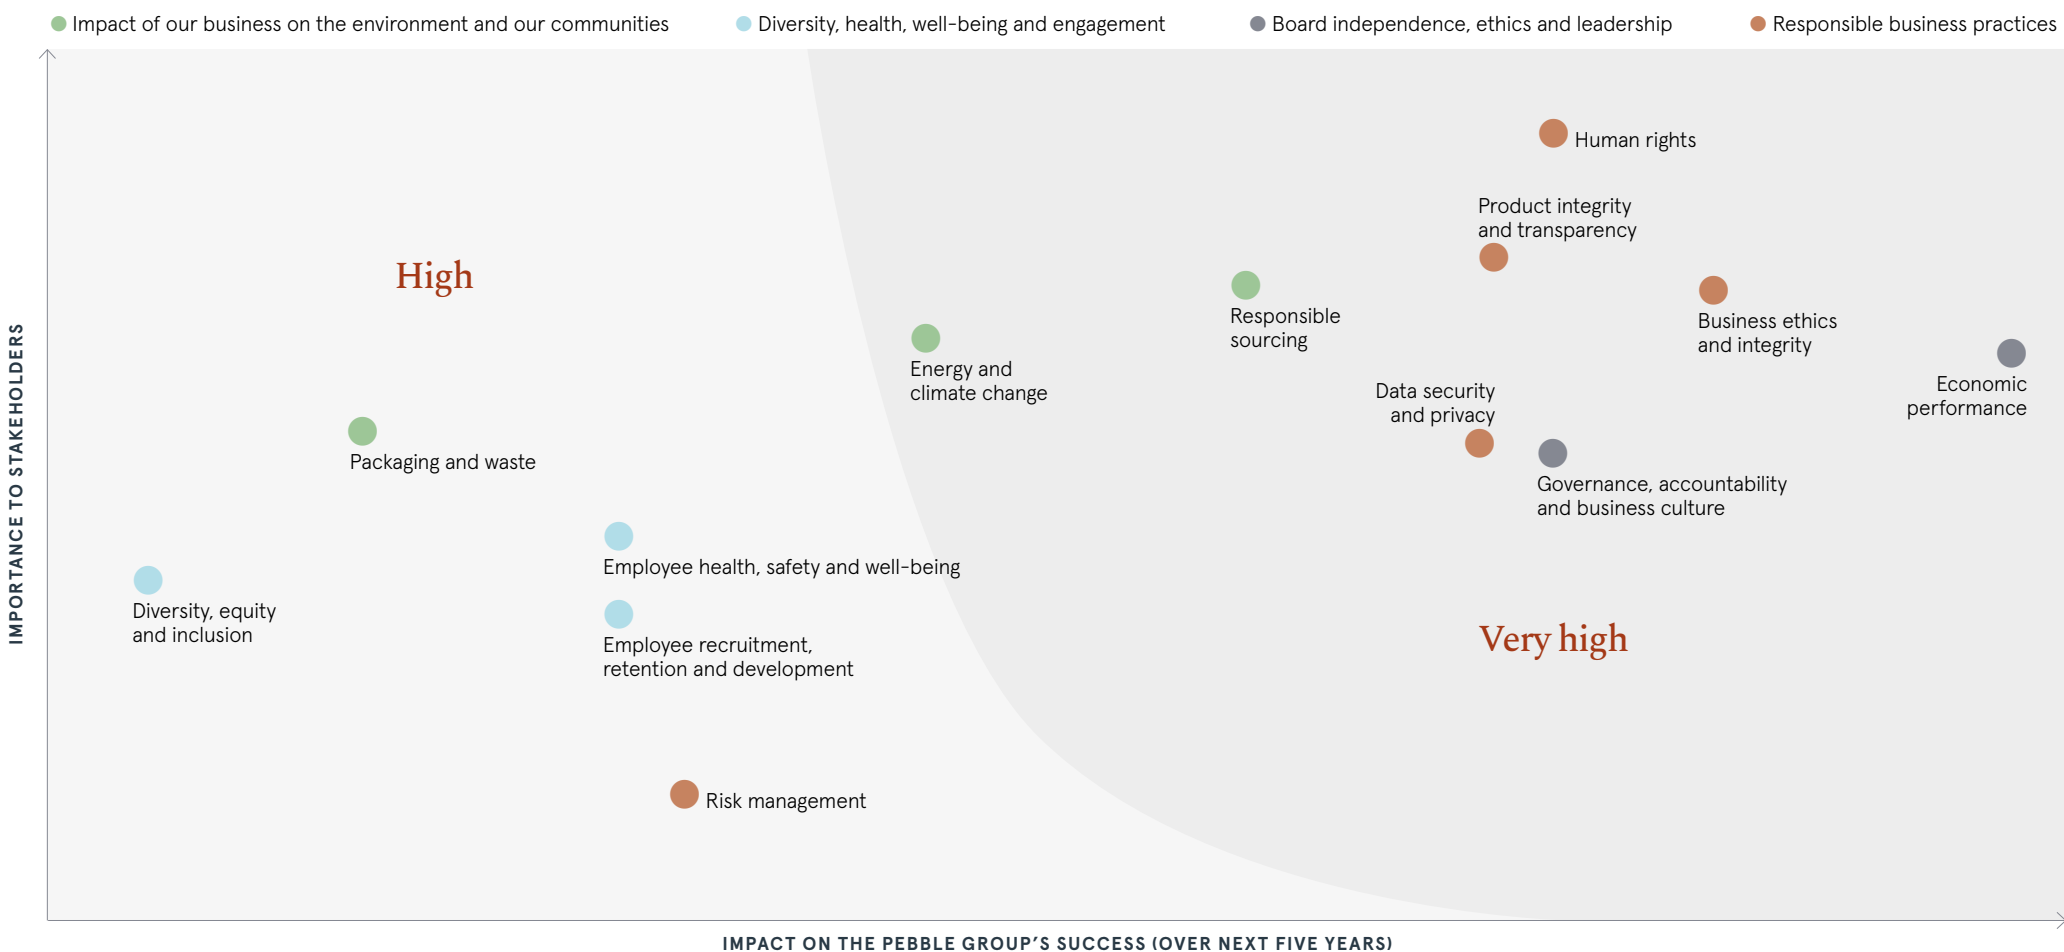 Impact of our business on the environment and our communities
Diversity, health, well-being and engagement
Board independence, ethics and leadership
Responsible business practices
IMPORTANCE TO STAKEHOLDERS
High
Human rights
Product integrity
and transparency
Responsible
sourcing
Business ethics
and integrity
Energy and
climate change
Economic
performance
Data security
and privacy
Packaging and waste
Governance, accountability
and business culture
Employee health, safety and well-being
Diversity, equity
and inclusion
Employee recruitment,
retention and development
Very high
Risk management
IMPACT ON THE PEBBLE GROUP’S SUCCESS (OVER NEXT FIVE YEARS)